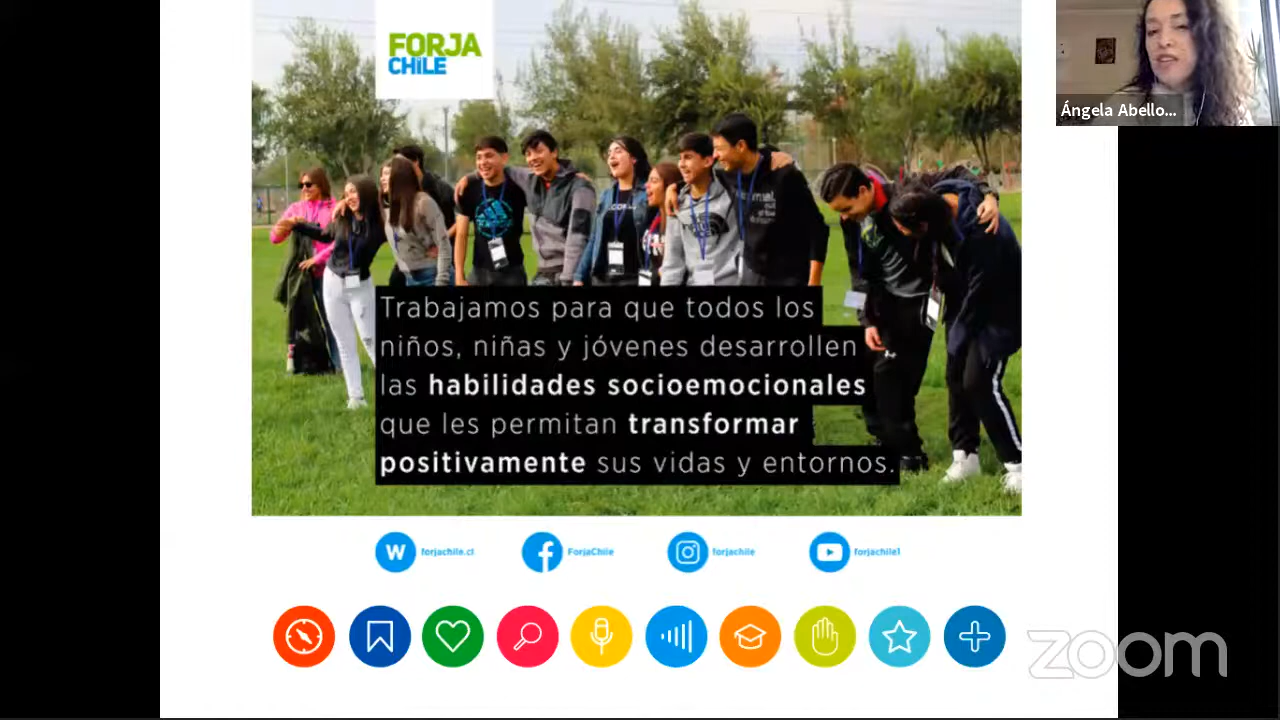 FORJA
CHiLE
Ángela Abello...
Trabajamos para que todos los
niños, niñas y jóvenes desarrollen
las habilidades socioemocionales
que les permitan transformar
positivamente sus vidas y entornos.
W forjachile.cl
ForjaChile
forjachile
forjachile1
zoom